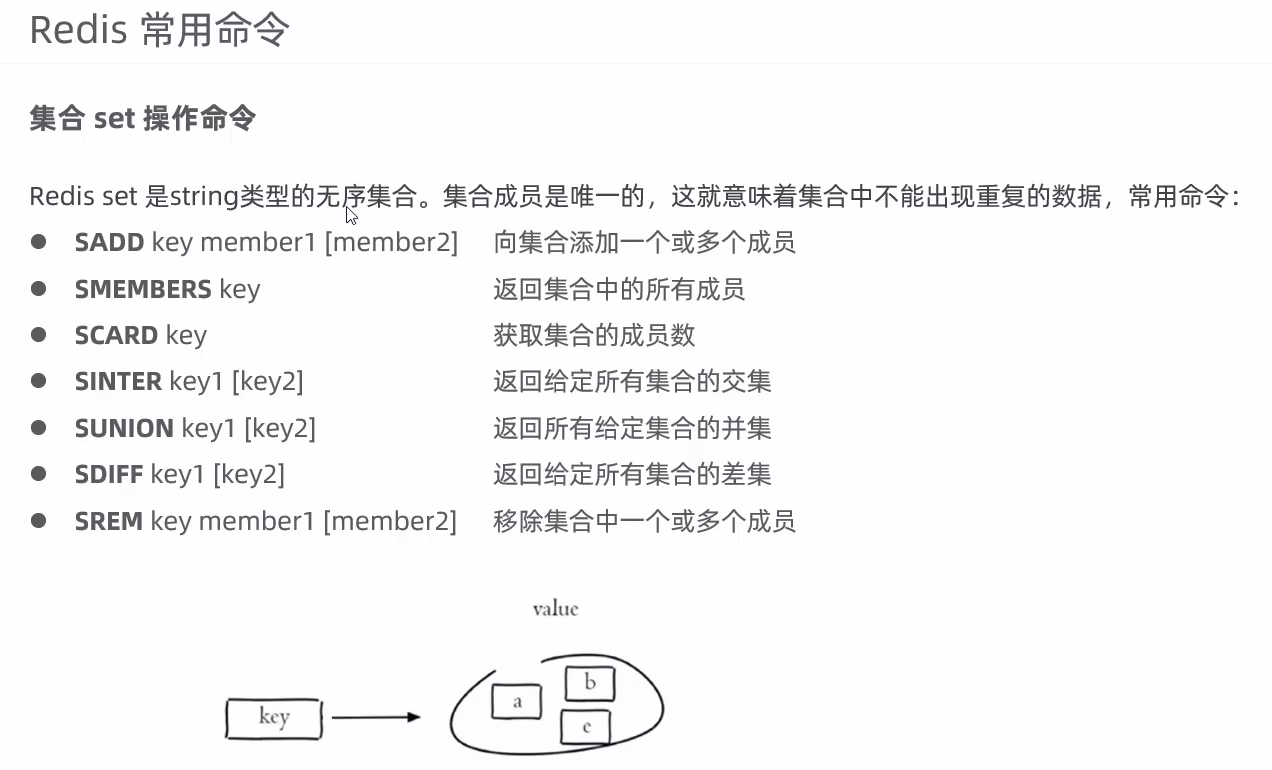 Redis 常用命令
集合 set 操作命令
Redis set 是string类型的无序集合。集合成员是唯一的，这就意味着集合中不能出现重复的数据，常用命令：
● SADD key member1 [member2] 向集合添加一个或多个成员
● SMEMBERS key 返回集合中的所有成员
● SCARD key 获取集合的成员数
● SINTER key1 [key2] 返回给定所有集合的交集
● SUNION key1 [key2] 返回所有给定集合的并集
● SDIFF key1 [key2] 返回给定所有集合的差集
● SREM key member1 [member2] 移除集合中一个或多个成员
value
b
a
key
e